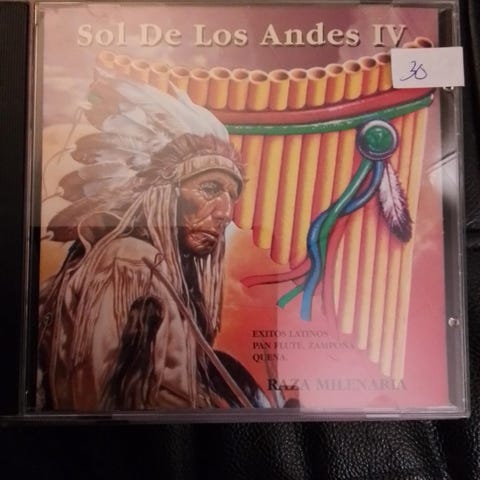 Sol De Los Andes IV
30
EXITOS LATINOS
PAN FLUTE, ZAMPOÑA
QUENA.
RAZA MILENARIA